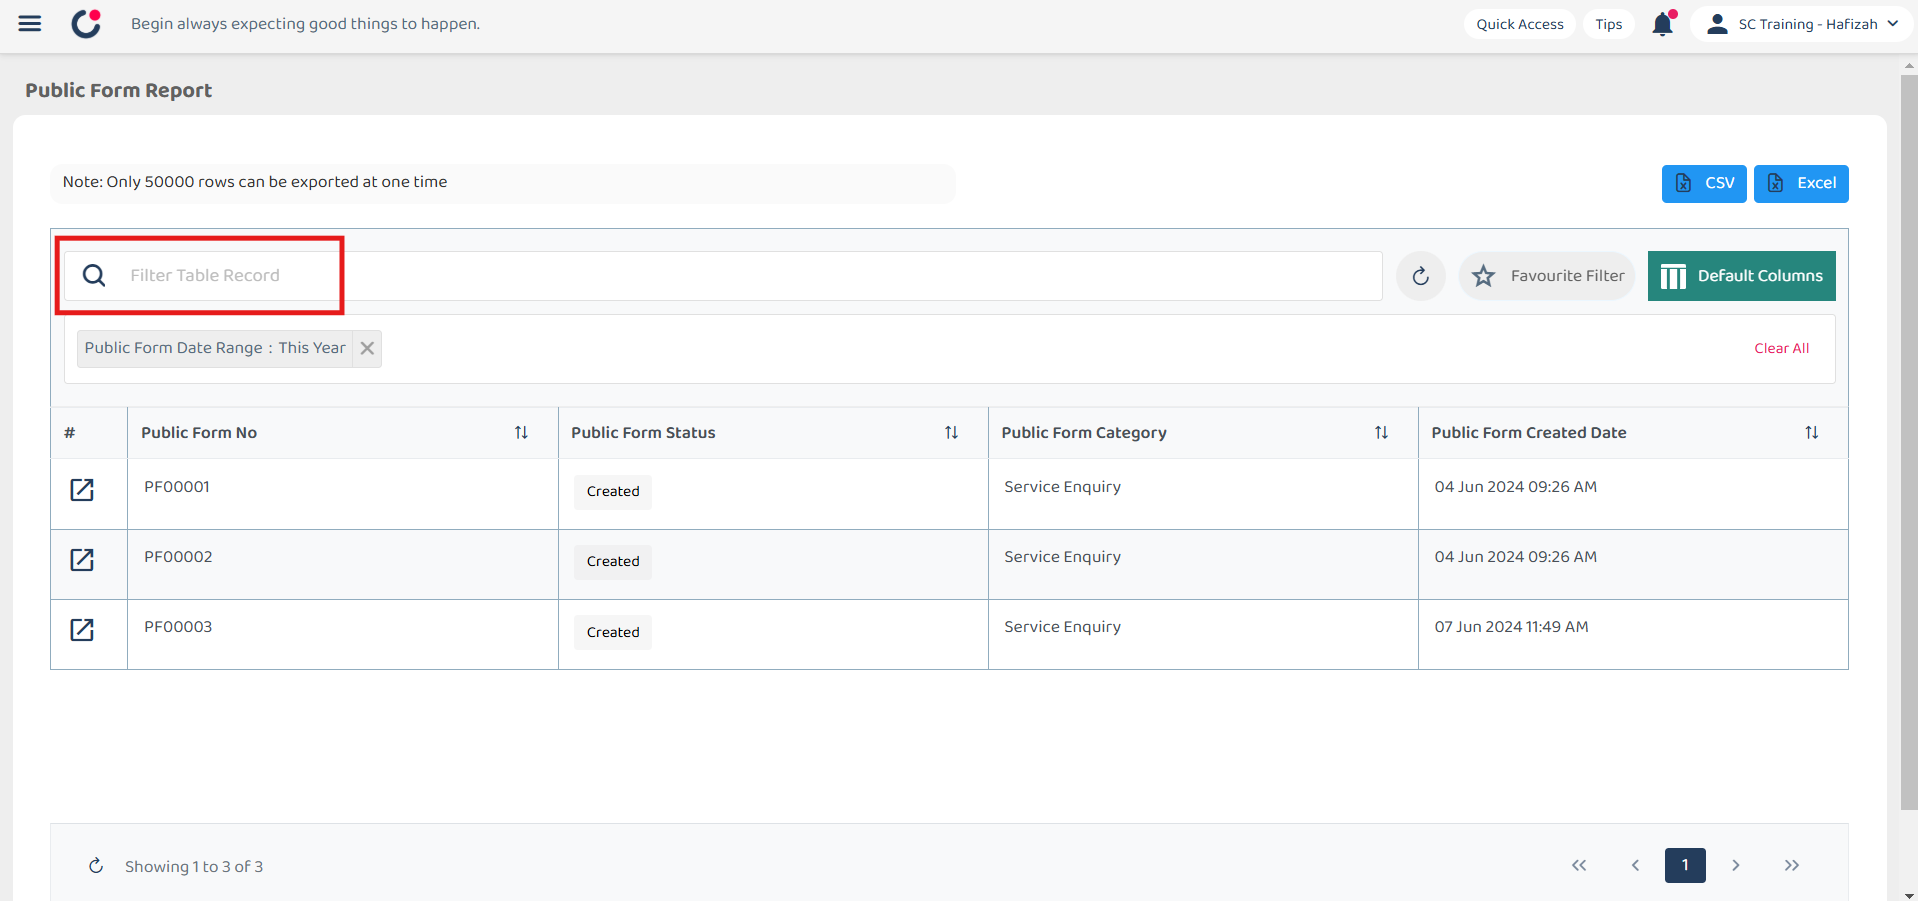 Begin always expecting good things to happen.
Quick Access
Tips
SC Training - Hafizah
Public Form Report
Note: Only 50000 rows can be exported at one time
CSV
Excel
Filter Table Record
Favourite Filter
Default Columns
Public Form Date Range : This Year
Clear All
# Public Form No Public Form Status Public Form Category Public Form Created Date
PF00001 Created Service Enquiry 04 Jun 2024 09:26 AM
PF00002 Created Service Enquiry 04 Jun 2024 09:26 AM
PF00003 Created Service Enquiry 07 Jun 2024 11:49 AM
Showing 1 to 3 of 3
1